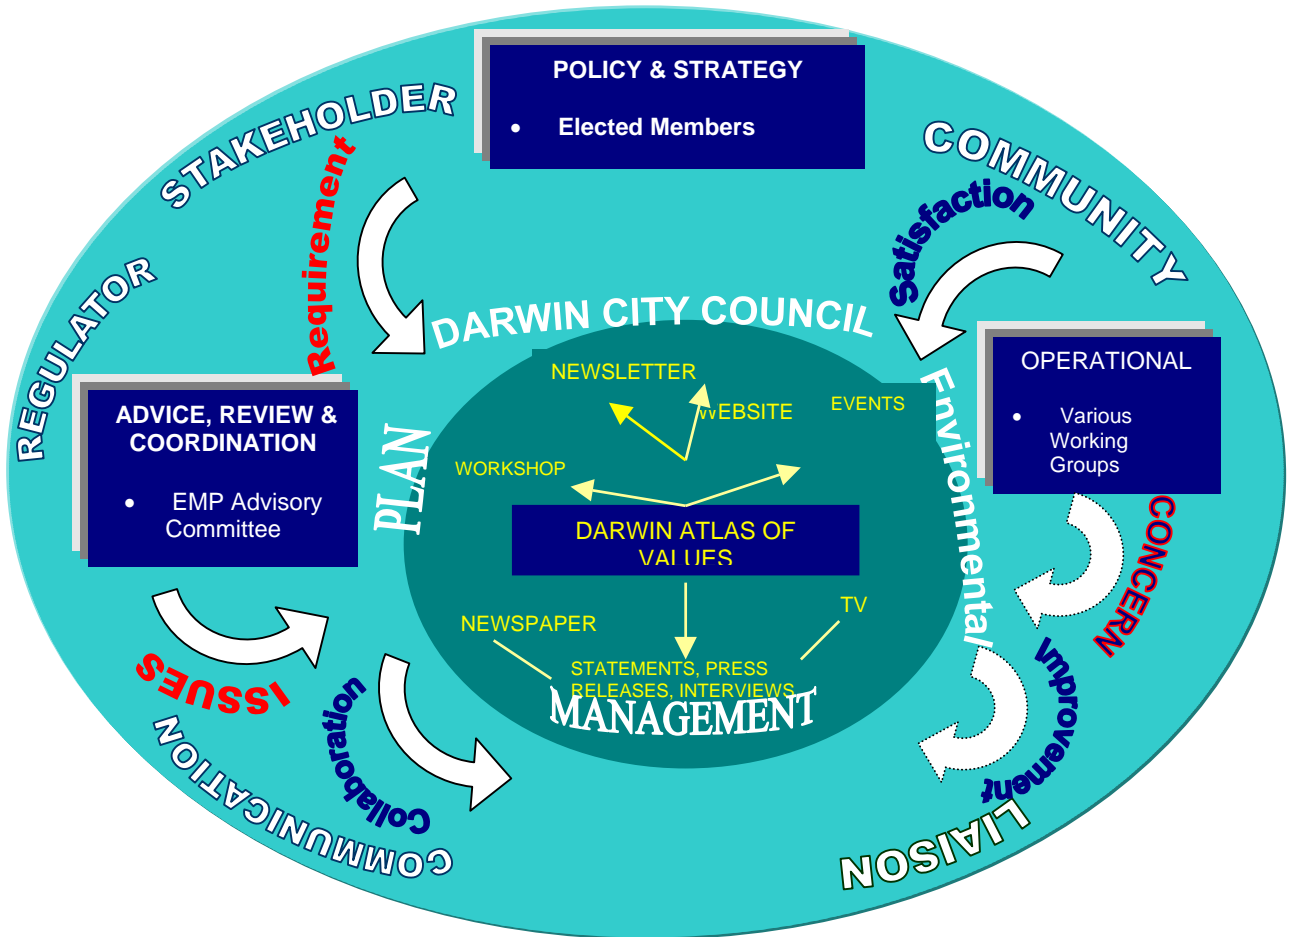 POLICY & STRATEGY
• Elected Members
STAKEHOLDER
COMMUNITY
Requirement
Satisfaction
REGULATOR
DARWIN CITY COUNCIL
ADVICE, REVIEW &
COORDINATION
• EMP Advisory
Committee
OPERATIONAL
• Various
Working
Groups
PLAN
Environmental
NEWSLETTER
WEBSITE
EVENTS
WORKSHOP
DARWIN ATLAS OF
VALUES
NEWSPAPER
TV
STATEMENTS, PRESS
RELEASES, INTERVIEWS
MANAGEMENT
CONCERN
ISSUES
Collaboration
Improvement
COMMUNICATION
LIAISON